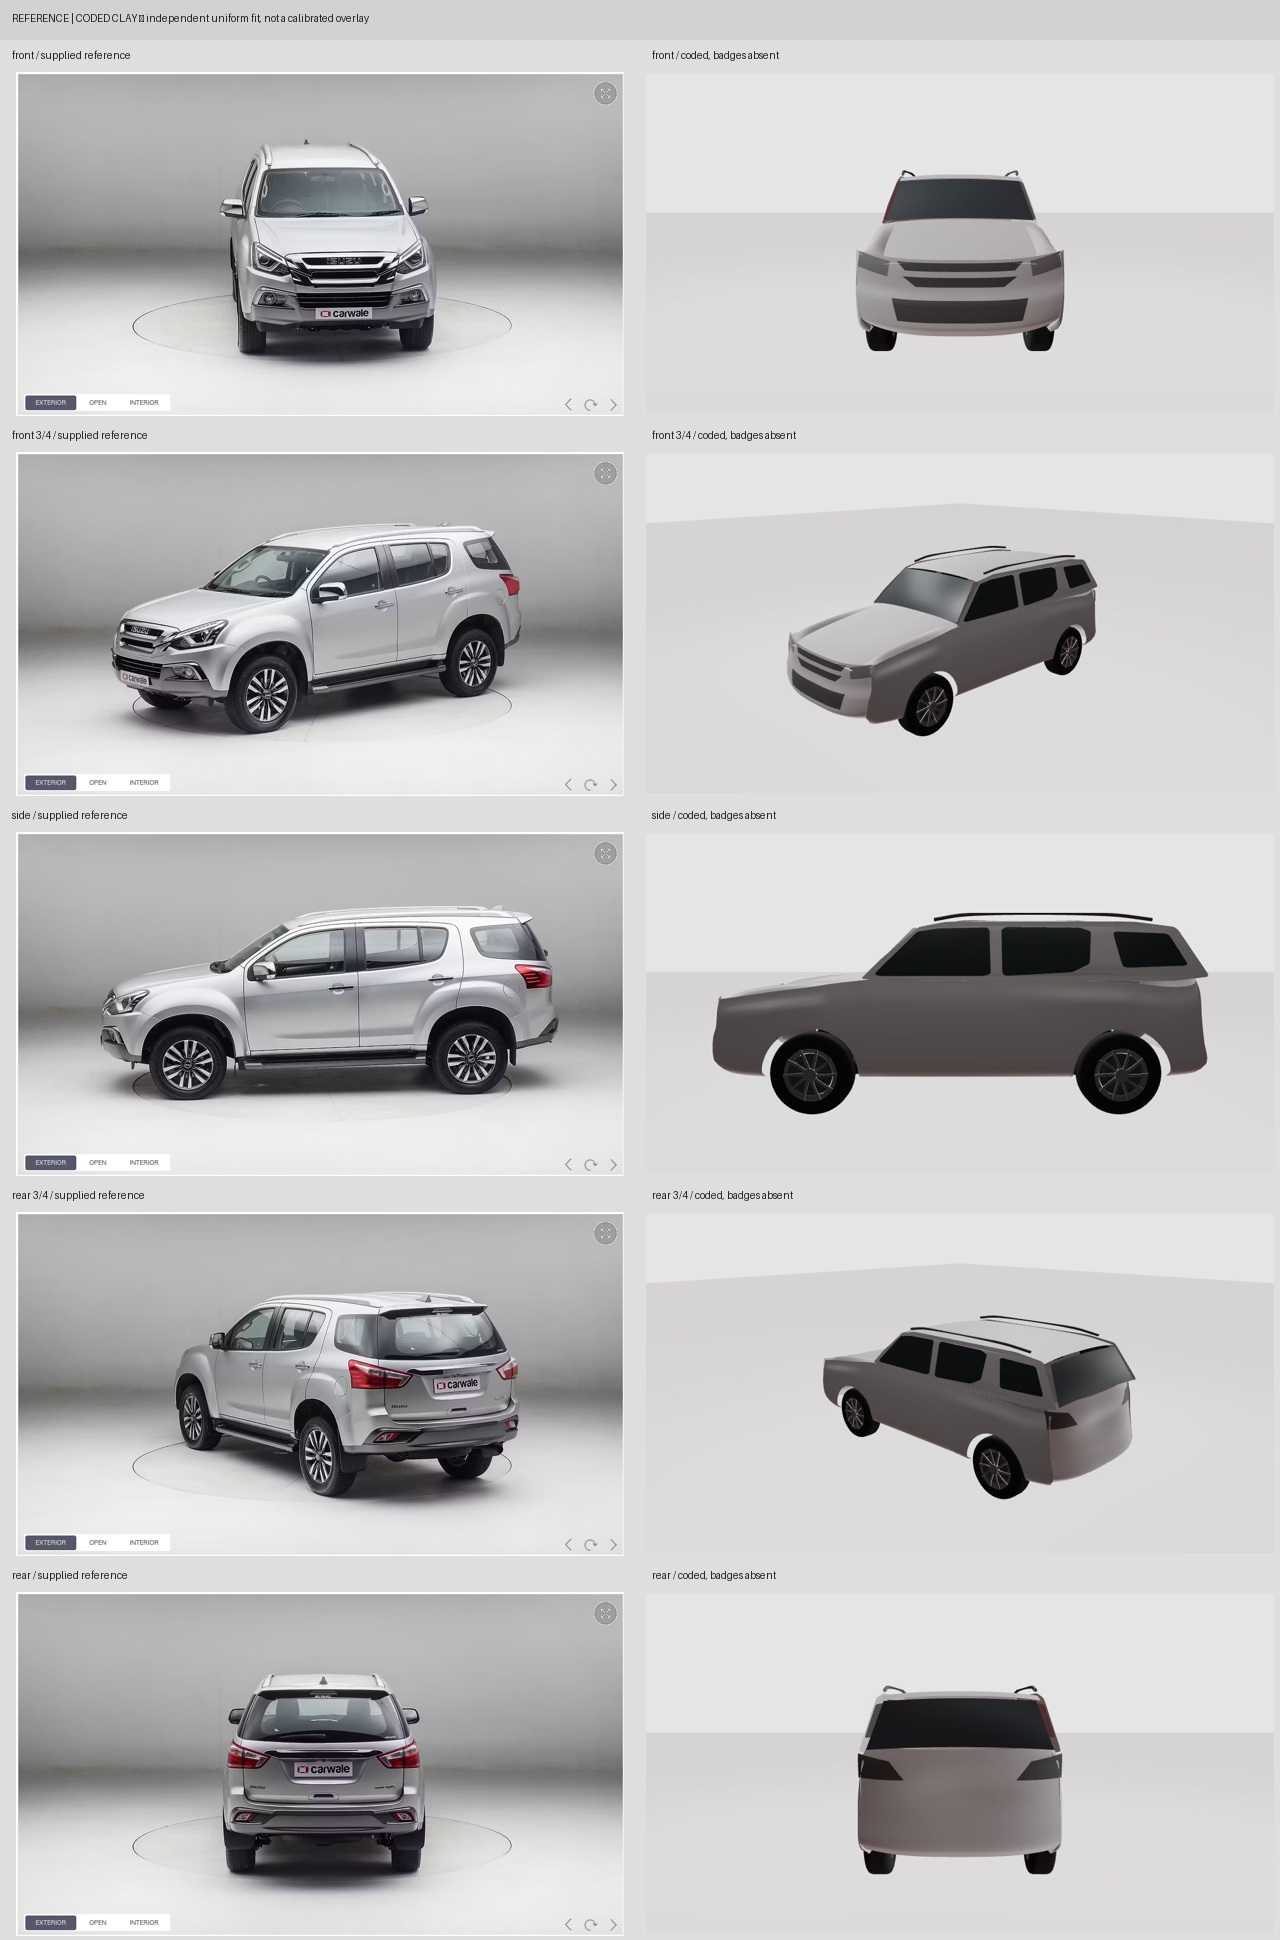 REFERENCE | CODED CLAY independent uniform fit, not a calibrated overlay
front / supplied reference
front / coded, badges absent
ISUZU
carwale
EXTERIOR OPEN INTERIOR
front 3/4 / supplied reference
front 3/4 / coded, badges absent
ISUZU
carwale
EXTERIOR OPEN INTERIOR
side / supplied reference
side / coded, badges absent
EXTERIOR OPEN INTERIOR
rear 3/4 / supplied reference
rear 3/4 / coded, badges absent
carwale
ISUZU
EXTERIOR OPEN INTERIOR
rear / supplied reference
rear / coded, badges absent
carwale
ISUZU
EXTERIOR OPEN INTERIOR